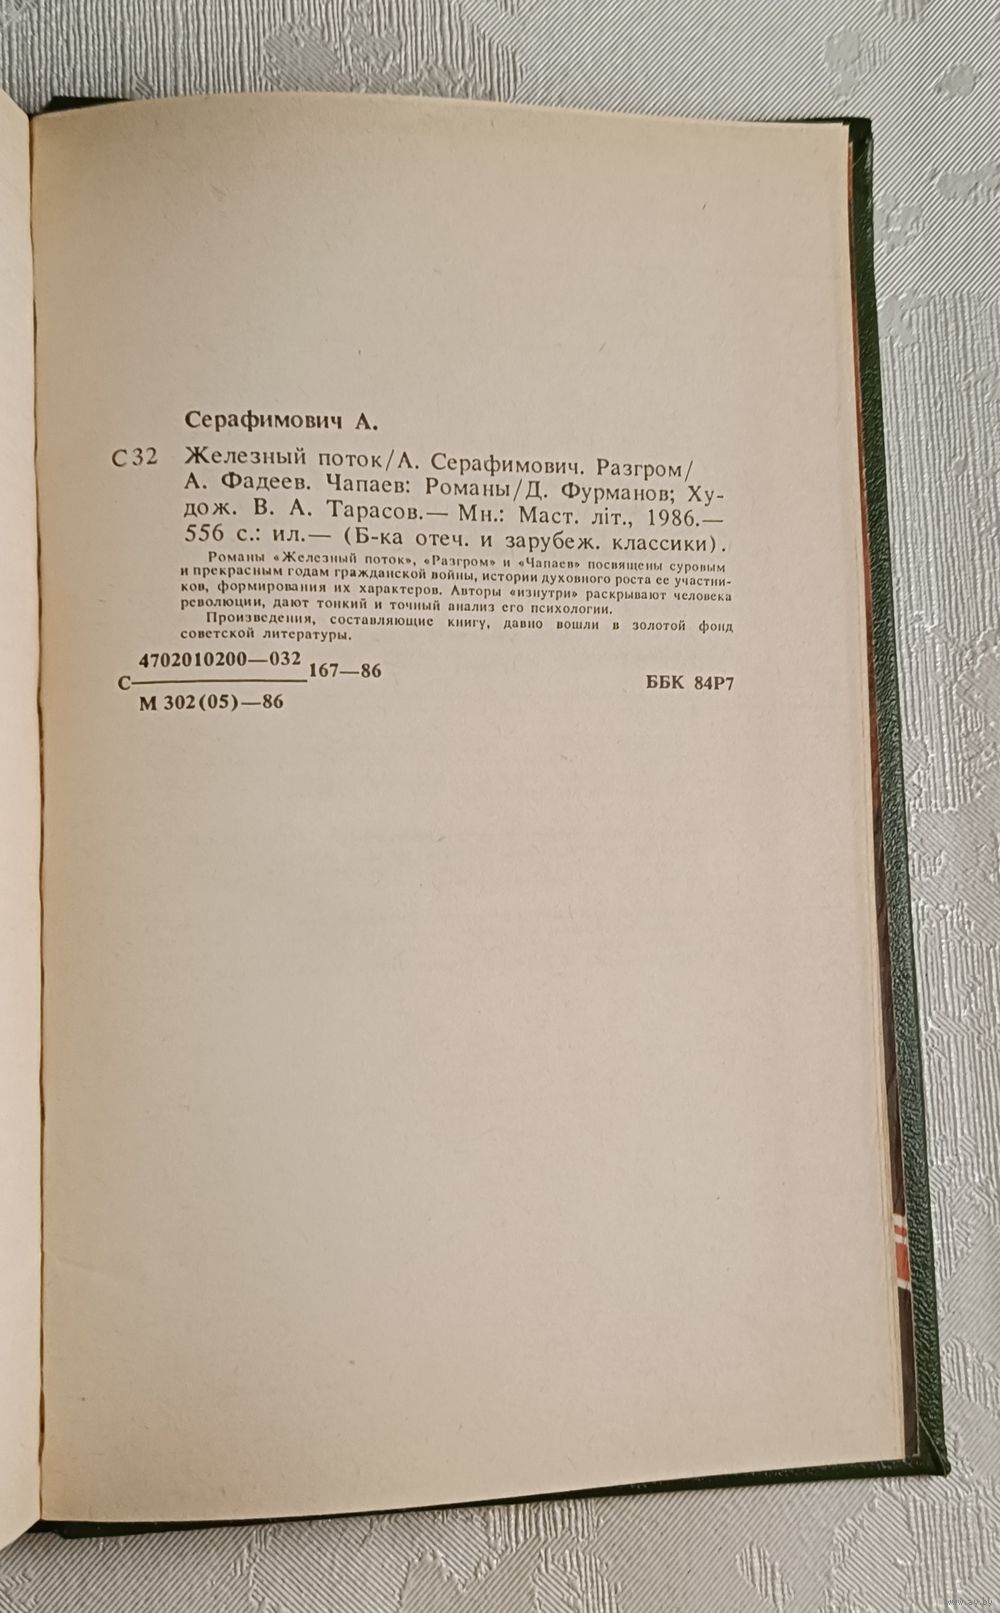 Серафимович А.
С32 Железный поток/А. Серафимович. Разгром/
А. Фадеев. Чапаев: Романы/Д. Фурманов; Ху-
дож. В. А. Тарасов.— Мн.: Маст. літ., 1986.—
556 с.: ил.— (Б-ка отеч. и зарубеж. классики).
Романы «Железный поток», «Разгром» и «Чапаев» посвящены суровым
и прекрасным годам гражданской войны, истории духовного роста ее участни-
ков, формирования их характеров. Авторы «изнутри» раскрывают человека
революции, дают тонкий и точный анализ его психологии.
Произведения, составляющие книгу, давно вошли в золотой фонд
советской литературы.
4702010200—032
С 167—86
М 302(05)—86
ББК 84Р7
www.ay.by